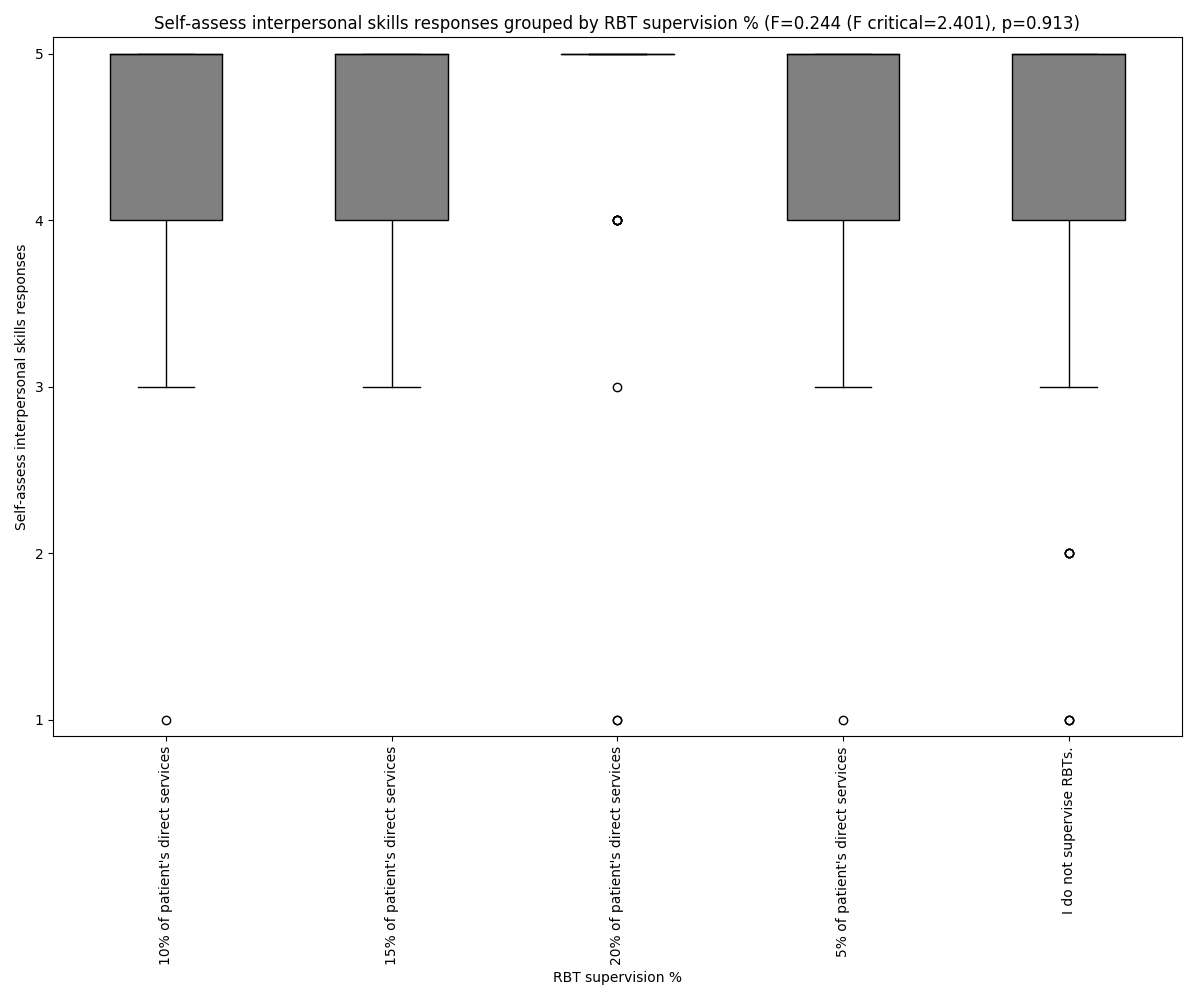 Self-assess interpersonal skills responses grouped by RBT supervision % (F=0.244 (F critical=2.401), p=0.913)
Self-assess interpersonal skills responses
5
4
3
2
1
10% of patient's direct services
15% of patient's direct services
20% of patient's direct services
5% of patient's direct services
I do not supervise RBTs.
RBT supervision %